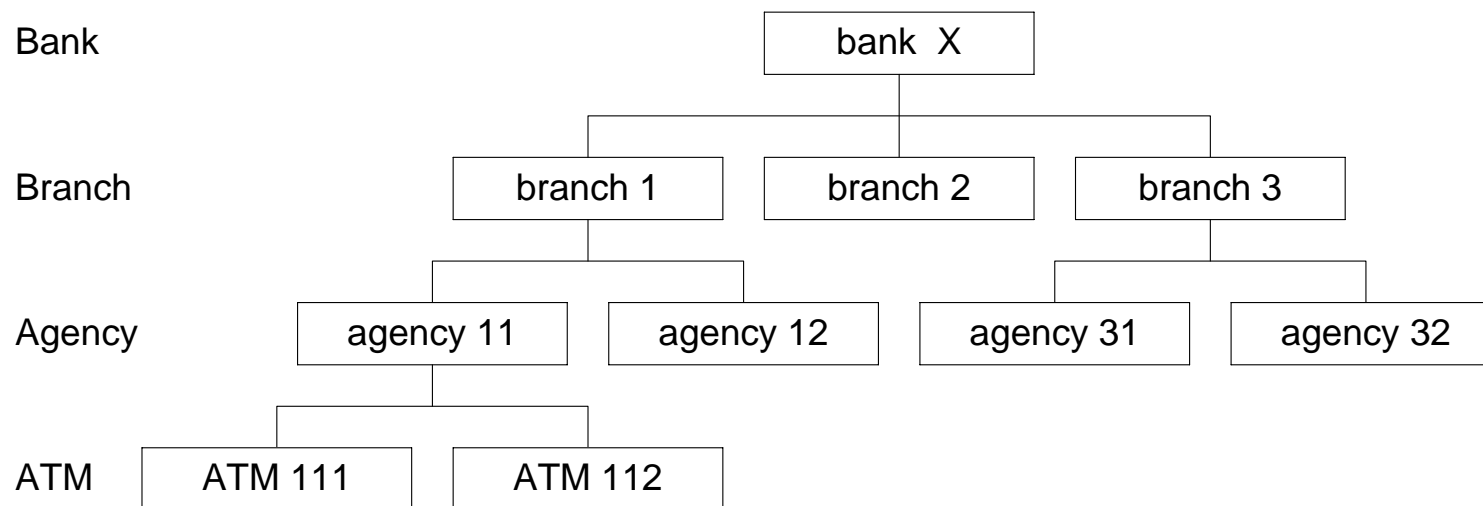 Bank bank X
Branch branch 1 branch 2 branch 3
Agency agency 11 agency 12 agency 31 agency 32
ATM ATM 111 ATM 112